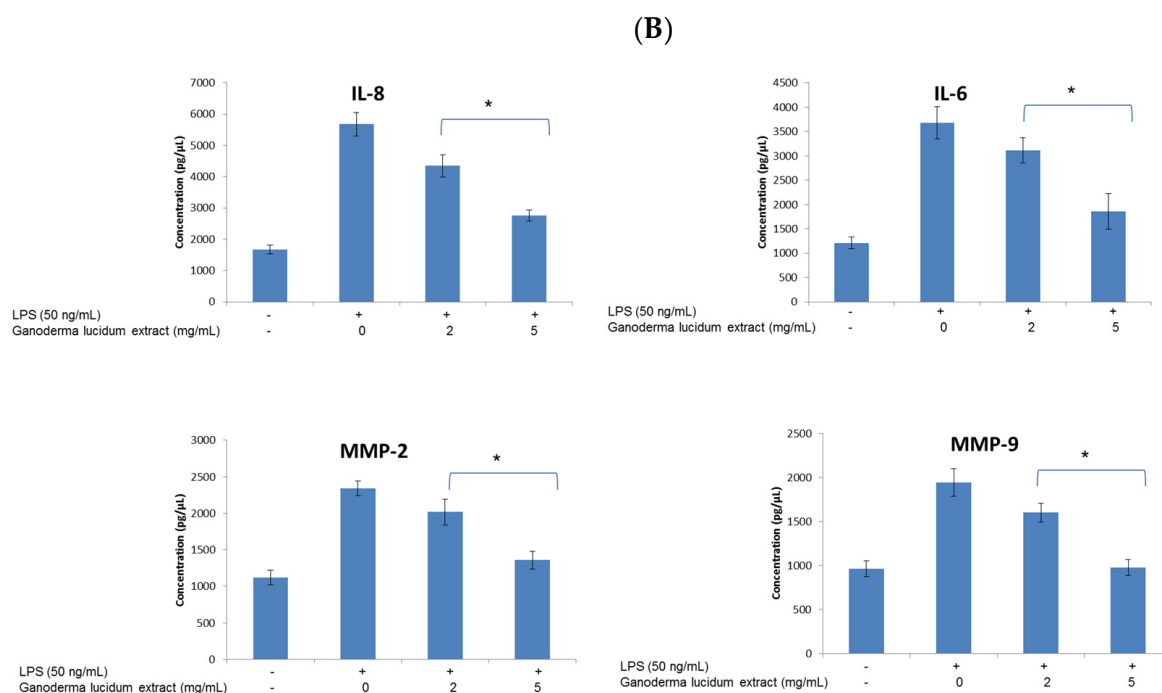 (B)
IL-8
*
Concentration (pg/µL)
7000
6000
5000
4000
3000
2000
1000
0
LPS (50 ng/mL) - + + +
Ganoderma lucidum extract (mg/mL) - 0 2 5
IL-6
*
Concentration (pg/µL)
4500
4000
3500
3000
2500
2000
1500
1000
500
0
LPS (50 ng/mL) - + + +
Ganoderma lucidum extract (mg/mL) - 0 2 5
MMP-2
*
Concentration (pg/µL)
3000
2500
2000
1500
1000
500
0
LPS (50 ng/mL) - + + +
Ganoderma lucidum extract (mg/mL) - 0 2 5
MMP-9
*
Concentration (pg/µL)
2500
2000
1500
1000
500
0
LPS (50 ng/mL) - + + +
Ganoderma lucidum extract (mg/mL) - 0 2 5